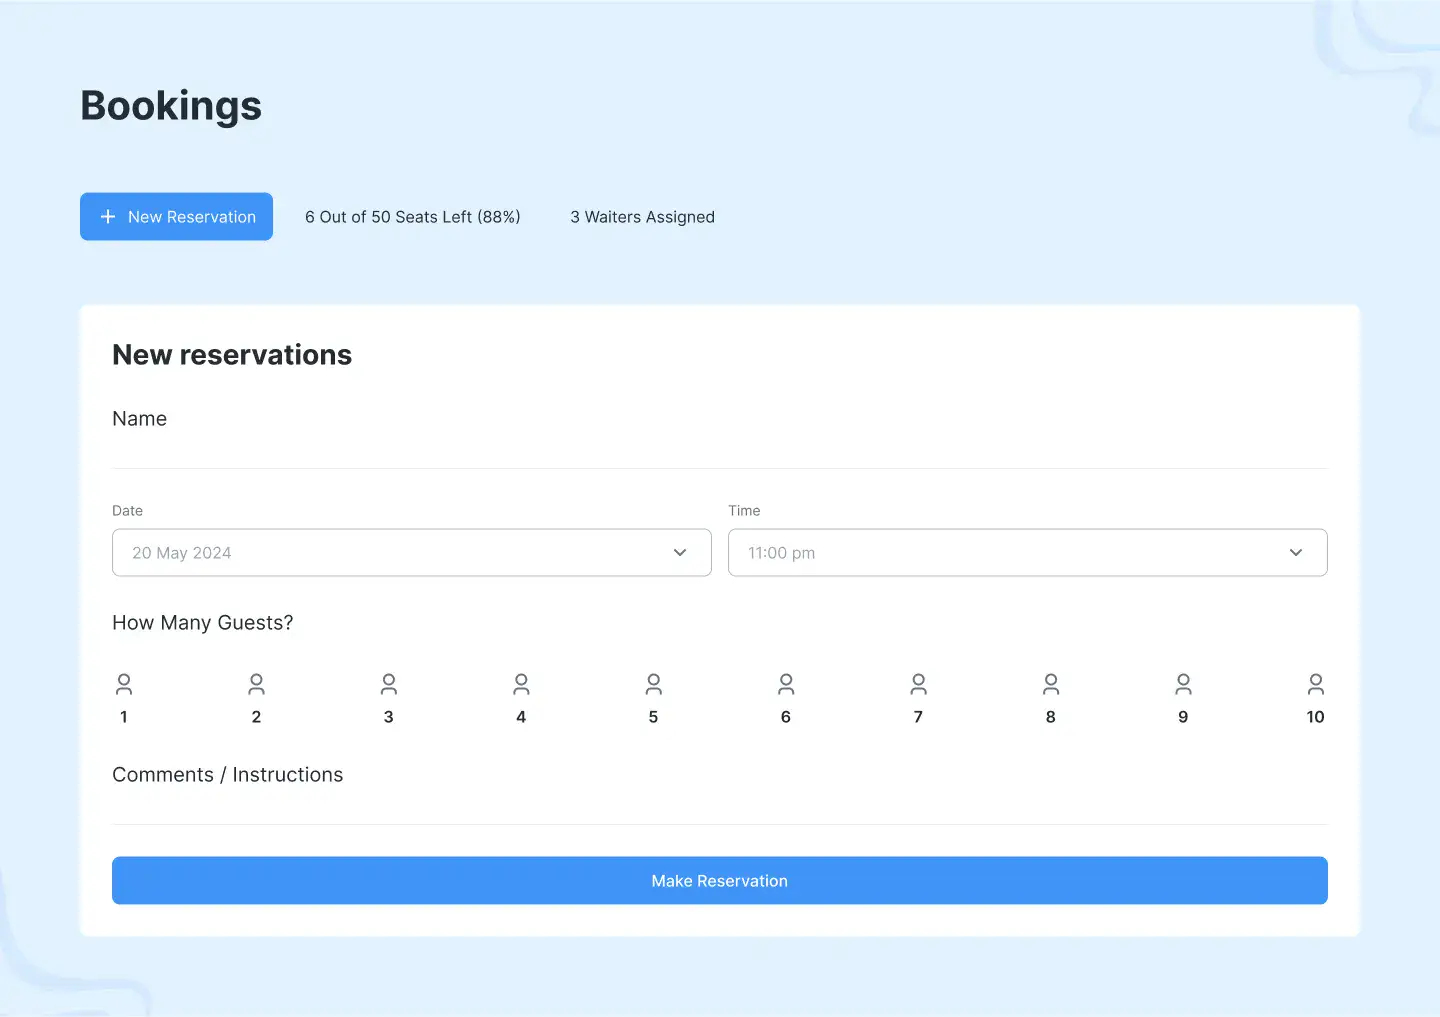 Bookings
New Reservation
6 Out of 50 Seats Left (88%)
3 Waiters Assigned
New reservations
Name
Date
Time
20 May 2024
11:00 pm
How Many Guests?
1 2 3 4 5 6 7 8 9 10
Comments / Instructions
Make Reservation